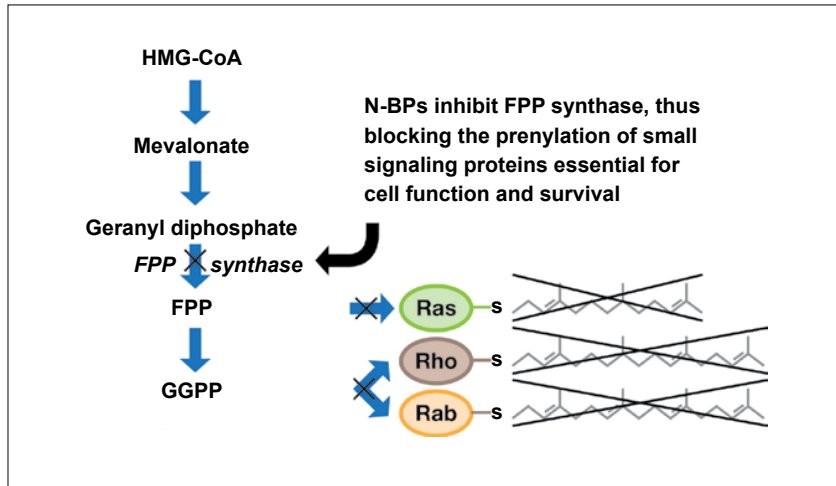 HMG-CoA
Mevalonate
Geranyl diphosphate
FPP synthase
FPP
GGPP
N-BPs inhibit FPP synthase, thus
blocking the prenylation of small
signaling proteins essential for
cell function and survival
Ras s
Rho s
Rab s